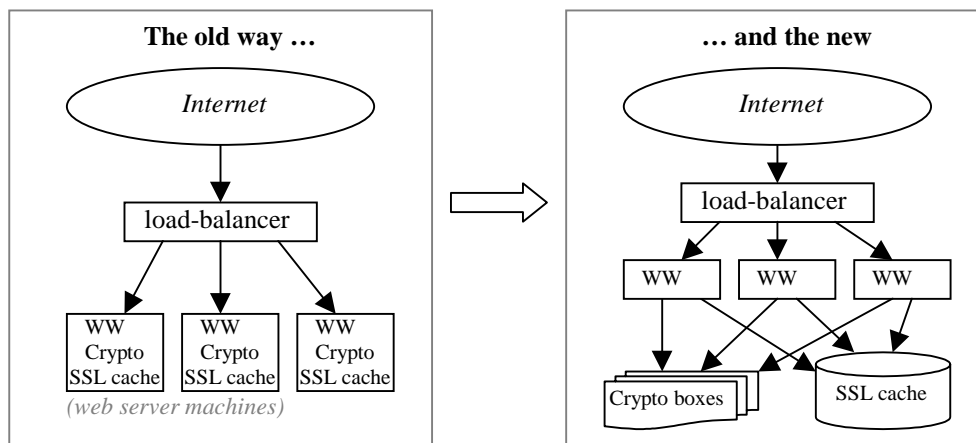 The old way …
Internet
load-balancer
WW
Crypto
SSL cache
WW
Crypto
SSL cache
WW
Crypto
SSL cache
(web server machines)
… and the new
Internet
load-balancer
WW
WW
WW
Crypto boxes
SSL cache